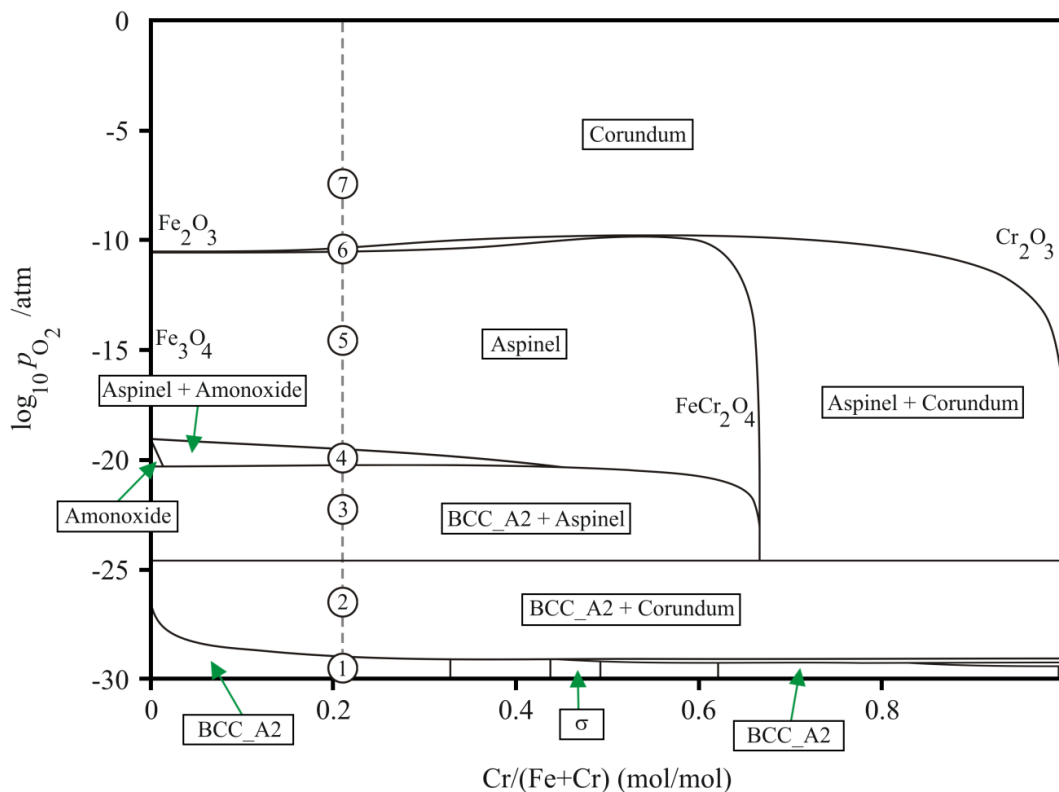 0
-5
-10
-15
-20
-25
-30
log₁₀ p_O₂ /atm
Corundum
7
Fe₂O₃
6
Cr₂O₃
Fe₃O₄
5
Aspinel
Aspinel + Amonoxide
FeCr₂O₄
Aspinel + Corundum
4
Amonoxide
3
BCC_A2 + Aspinel
2
BCC_A2 + Corundum
1
BCC_A2
σ
BCC_A2
0
0.2
0.4
0.6
0.8
Cr/(Fe+Cr) (mol/mol)